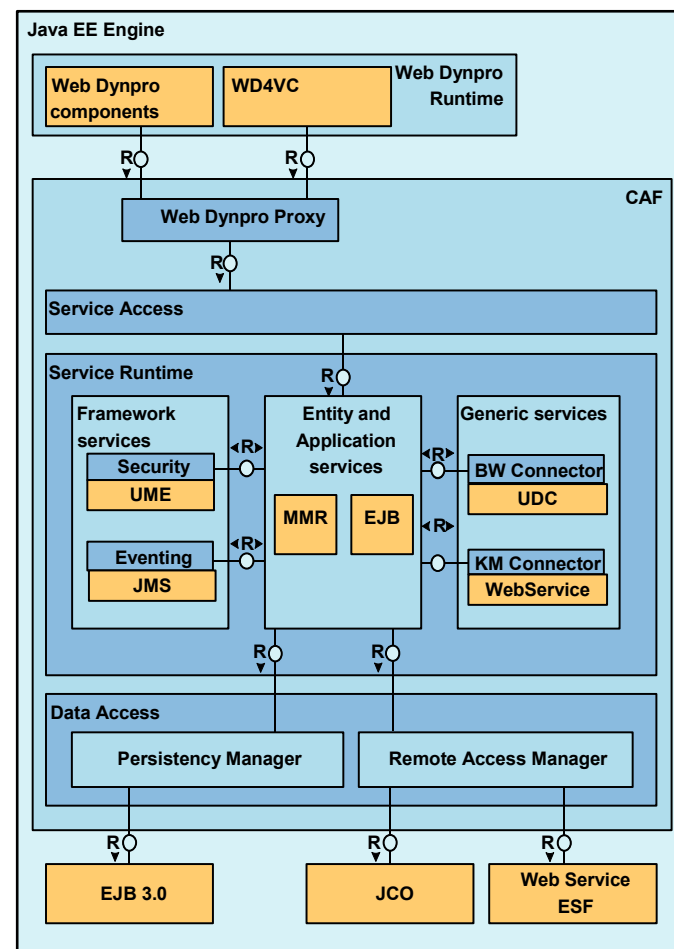 Java EE Engine
Web Dynpro
components
WD4VC
Web Dynpro
Runtime
R
R
CAF
Web Dynpro Proxy
R
Service Access
Service Runtime
R
Framework
services
Entity and
Application
services
Generic services
R
R
Security
UME
BW Connector
UDC
MMR
EJB
R
R
Eventing
JMS
KM Connector
WebService
R
R
Data Access
Persistency Manager
Remote Access Manager
R
R
R
EJB 3.0
JCO
Web Service
ESF